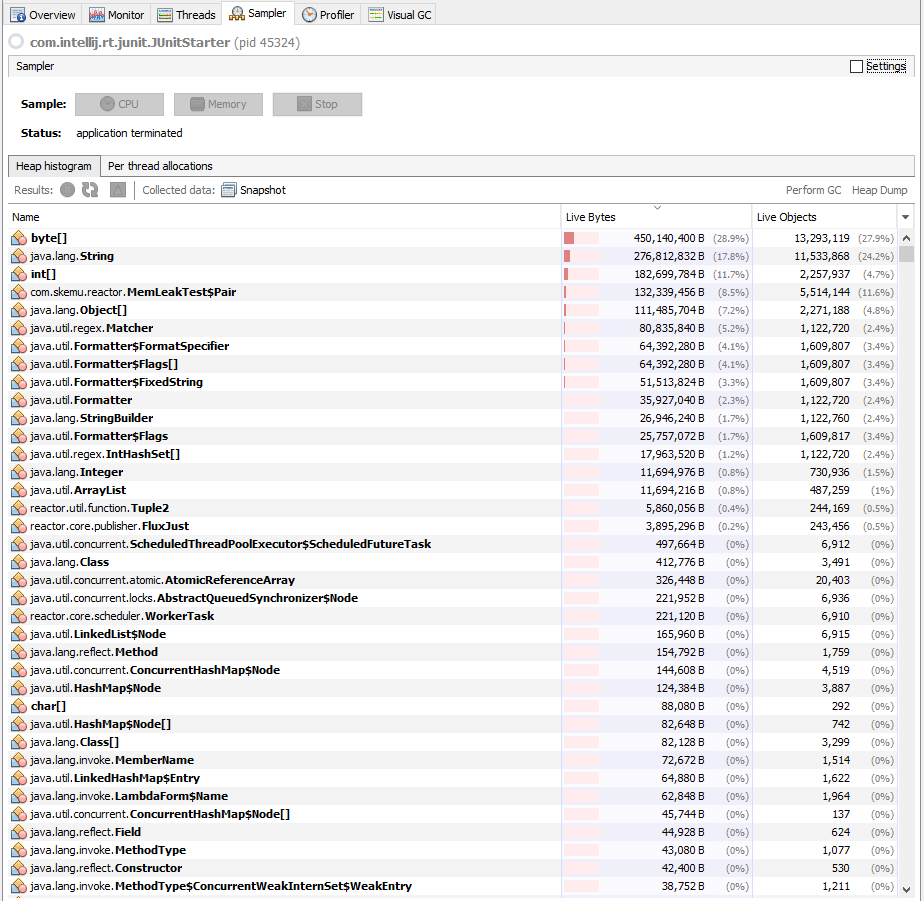 Overview Monitor Threads Sampler Profiler Visual GC
com.intellij.rt.junit.JUnitStarter (pid 45324)
Sampler Settings
Sample: CPU Memory Stop
Status: application terminated
Heap histogram Per thread allocations
Results: Collected data: Snapshot Perform GC Heap Dump
Name Live Bytes Live Objects
byte[] 450,140,400 B (28.9%) 13,293,119 (27.9%)
java.lang.String 276,812,832 B (17.8%) 11,533,868 (24.2%)
int[] 182,699,784 B (11.7%) 2,257,937 (4.7%)
com.skemu.reactor.MemLeakTest$Pair 132,339,456 B (8.5%) 5,514,144 (11.6%)
java.lang.Object[] 111,485,704 B (7.2%) 2,271,188 (4.8%)
java.util.regex.Matcher 80,835,840 B (5.2%) 1,122,720 (2.4%)
java.util.Formatter$FormatSpecifier 64,392,280 B (4.1%) 1,609,807 (3.4%)
java.util.Formatter$Flags[] 64,392,280 B (4.1%) 1,609,807 (3.4%)
java.util.Formatter$FixedString 51,513,824 B (3.3%) 1,609,807 (3.4%)
java.util.Formatter 35,927,040 B (2.3%) 1,122,720 (2.4%)
java.lang.StringBuilder 26,946,240 B (1.7%) 1,122,760 (2.4%)
java.util.Formatter$Flags 25,757,072 B (1.7%) 1,609,817 (3.4%)
java.util.regex.IntHashSet[] 17,963,520 B (1.2%) 1,122,720 (2.4%)
java.lang.Integer 11,694,976 B (0.8%) 730,936 (1.5%)
java.util.ArrayList 11,694,216 B (0.8%) 487,259 (1%)
reactor.util.function.Tuple2 5,860,056 B (0.4%) 244,169 (0.5%)
reactor.core.publisher.FluxJust 3,895,296 B (0.2%) 243,456 (0.5%)
java.util.concurrent.ScheduledThreadPoolExecutor$ScheduledFutureTask 497,664 B (0%) 6,912 (0%)
java.lang.Class 412,776 B (0%) 3,491 (0%)
java.util.concurrent.atomic.AtomicReferenceArray 326,448 B (0%) 20,403 (0%)
java.util.concurrent.locks.AbstractQueuedSynchronizer$Node 221,952 B (0%) 6,936 (0%)
reactor.core.scheduler.WorkerTask 221,120 B (0%) 6,910 (0%)
java.util.LinkedList$Node 165,960 B (0%) 6,915 (0%)
java.lang.reflect.Method 154,792 B (0%) 1,759 (0%)
java.util.concurrent.ConcurrentHashMap$Node 144,608 B (0%) 4,519 (0%)
java.util.HashMap$Node 124,384 B (0%) 3,887 (0%)
char[] 88,080 B (0%) 292 (0%)
java.util.HashMap$Node[] 82,648 B (0%) 742 (0%)
java.lang.Class[] 82,128 B (0%) 3,299 (0%)
java.lang.invoke.MemberName 72,672 B (0%) 1,514 (0%)
java.util.LinkedHashMap$Entry 64,880 B (0%) 1,622 (0%)
java.lang.invoke.LambdaForm$Name 62,848 B (0%) 1,964 (0%)
java.util.concurrent.ConcurrentHashMap$Node[] 45,744 B (0%) 137 (0%)
java.lang.reflect.Field 44,928 B (0%) 624 (0%)
java.lang.invoke.MethodType 43,080 B (0%) 1,077 (0%)
java.lang.reflect.Constructor 42,400 B (0%) 530 (0%)
java.lang.invoke.MethodType$ConcurrentWeakInternSet$WeakEntry 38,752 B (0%) 1,211 (0%)